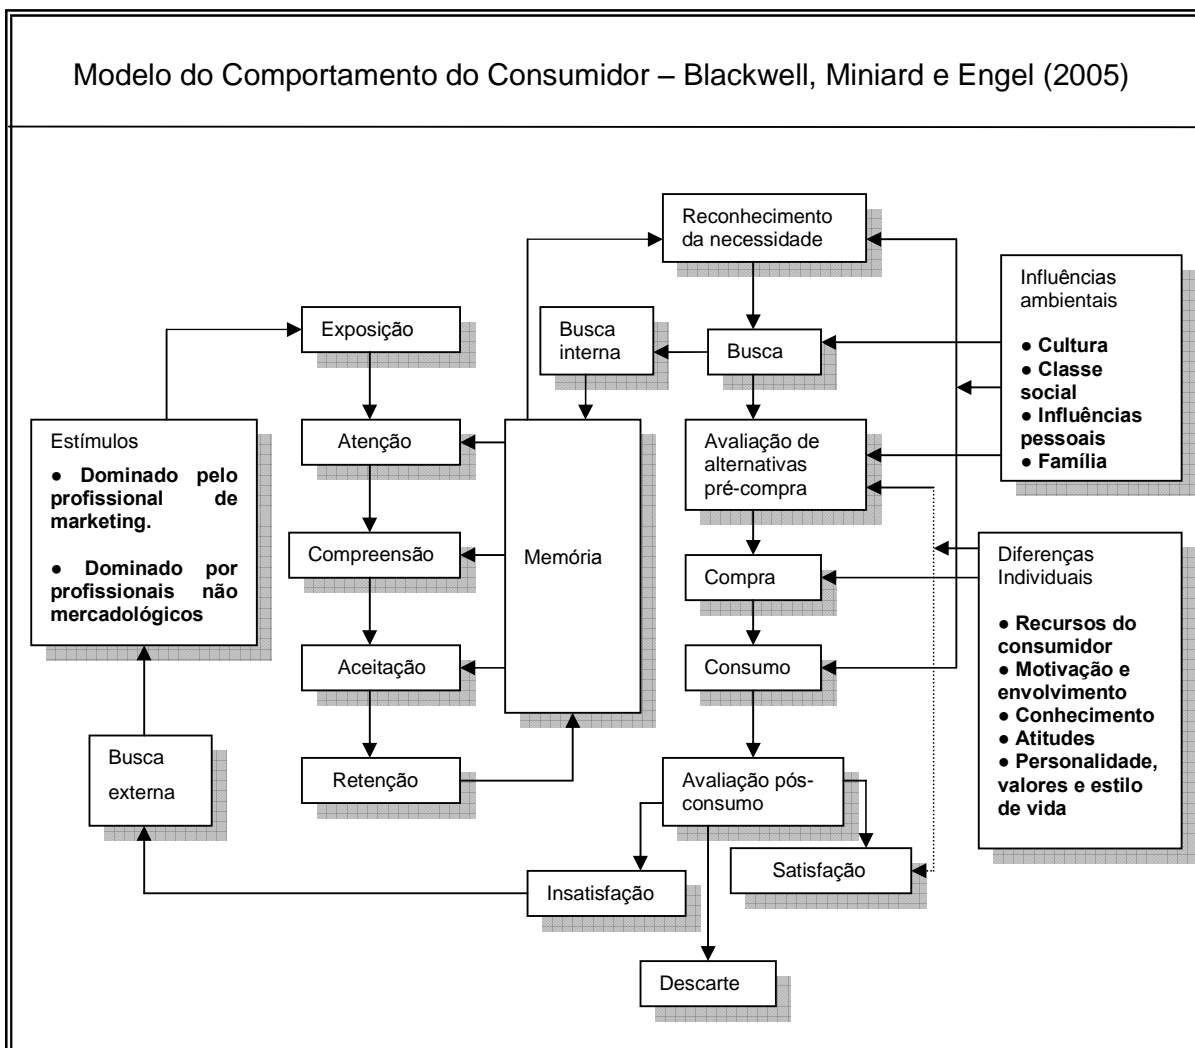 Modelo do Comportamento do Consumidor – Blackwell, Miniard e Engel (2005)
Reconhecimento
da necessidade
Influências
ambientais
● Cultura
● Classe
social
● Influências
pessoais
● Família
Exposição
Busca
interna
Busca
Estímulos
● Dominado pelo
profissional de
marketing.
● Dominado por
profissionais não
mercadológicos
Atenção
Avaliação de
alternativas
pré-compra
Compreensão
Memória
Compra
Diferenças
Individuais
● Recursos do
consumidor
● Motivação e
envolvimento
● Conhecimento
● Atitudes
● Personalidade,
valores e estilo
de vida
Aceitação
Consumo
Busca
externa
Retenção
Avaliação pós-
consumo
Insatisfação
Satisfação
Descarte